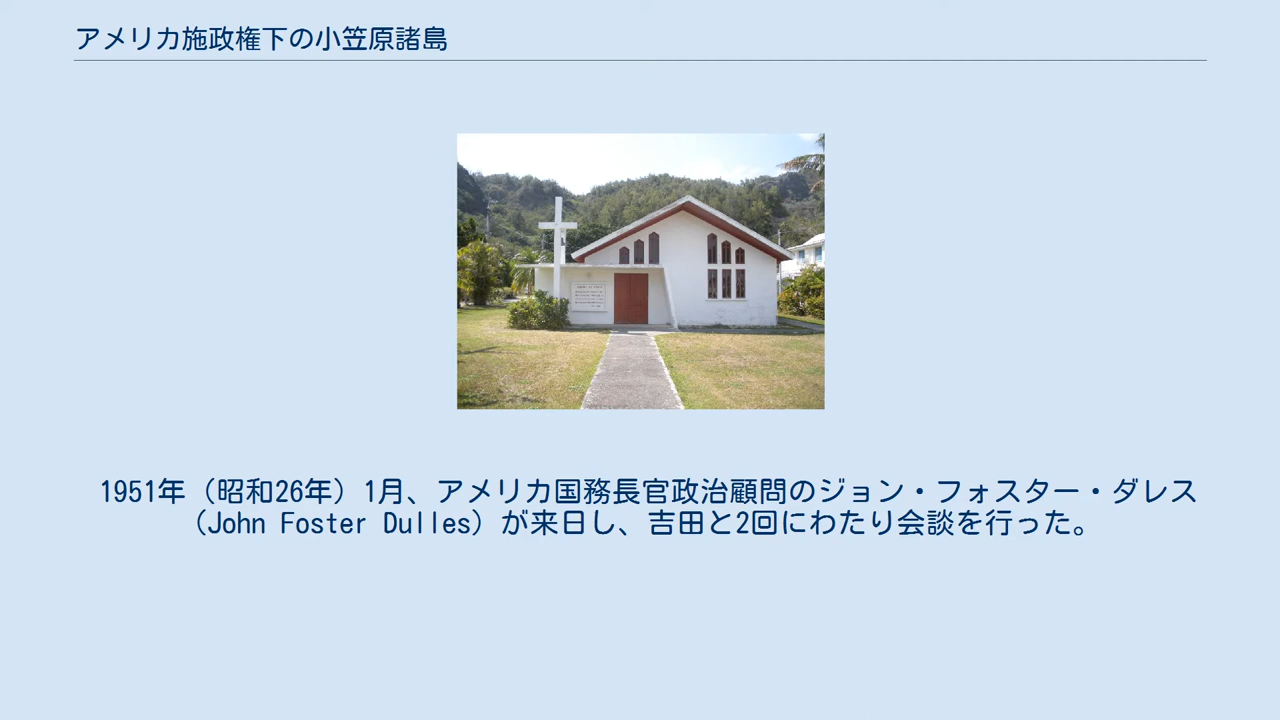 アメリカ施政権下の小笠原諸島
1951年（昭和26年）1月、アメリカ国務長官政治顧問のジョン・フォスター・ダレス
（John Foster Dulles）が来日し、吉田と2回にわたり会談を行った。